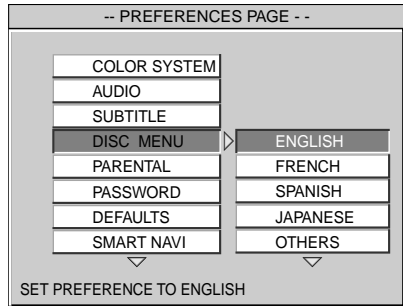 -- PREFERENCES PAGE - -
COLOR SYSTEM
AUDIO
SUBTITLE
DISC MENU
PARENTAL
PASSWORD
DEFAULTS
SMART NAVI
ENGLISH
FRENCH
SPANISH
JAPANESE
OTHERS
SET PREFERENCE TO ENGLISH